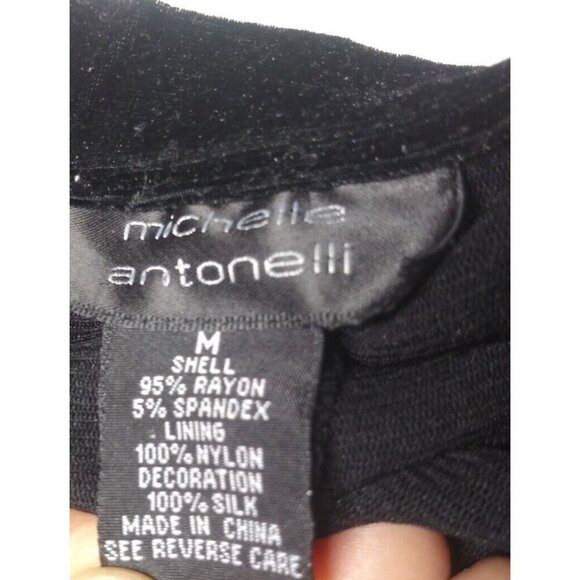 michelle
antonelli
M
SHELL
95% RAYON
5% SPANDEX
LINING
100% NYLON
DECORATION
100% SILK
MADE IN CHINA
SEE REVERSE CARE